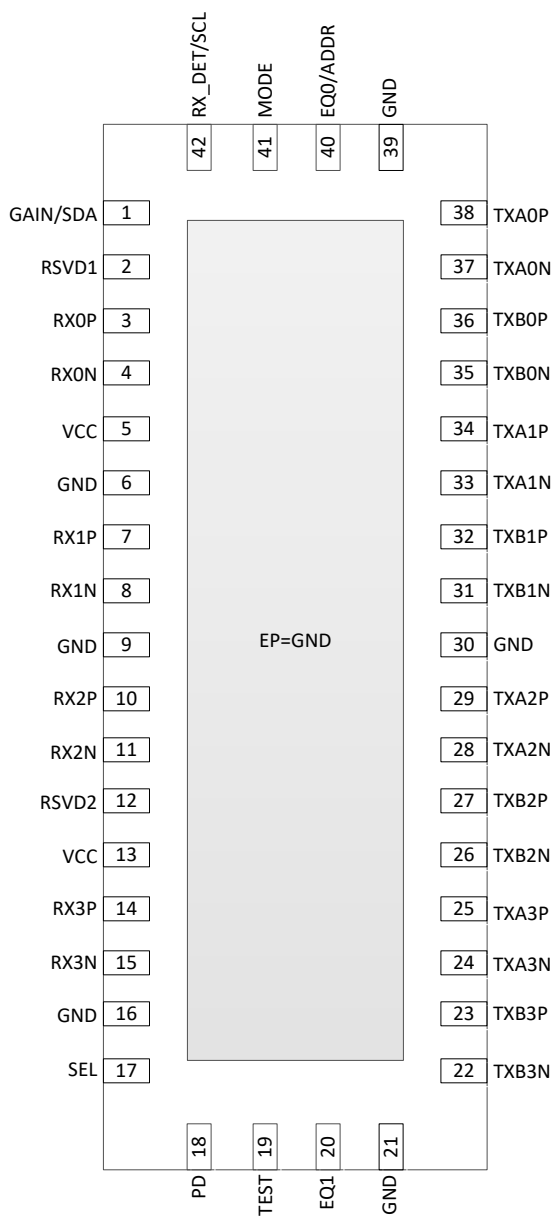 RX_DET/SCL
MODE
EQ0/ADDR
GND
42
41
40
39
GAIN/SDA 1
38 TXA0P
RSVD1 2
37 TXA0N
RX0P 3
36 TXB0P
RX0N 4
35 TXB0N
VCC 5
34 TXA1P
GND 6
33 TXA1N
RX1P 7
32 TXB1P
RX1N 8
31 TXB1N
GND 9
EP=GND
30 GND
RX2P 10
29 TXA2P
RX2N 11
28 TXA2N
RSVD2 12
27 TXB2P
VCC 13
26 TXB2N
RX3P 14
25 TXA3P
RX3N 15
24 TXA3N
GND 16
23 TXB3P
SEL 17
22 TXB3N
18
19
20
21
PD
TEST
EQ1
GND